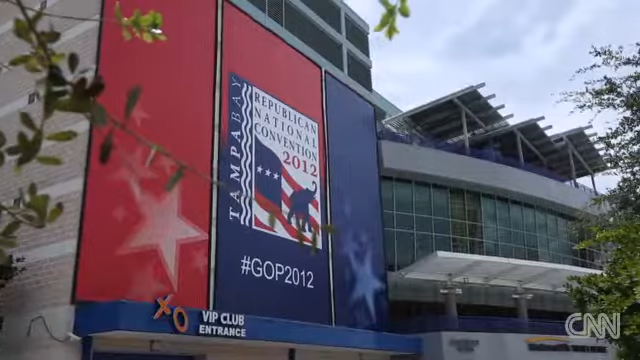 TAMPA BAY
REPUBLICAN
NATIONAL
CONVENTION
2012
#GOP2012
XO
VIP CLUB
ENTRANCE
CNN